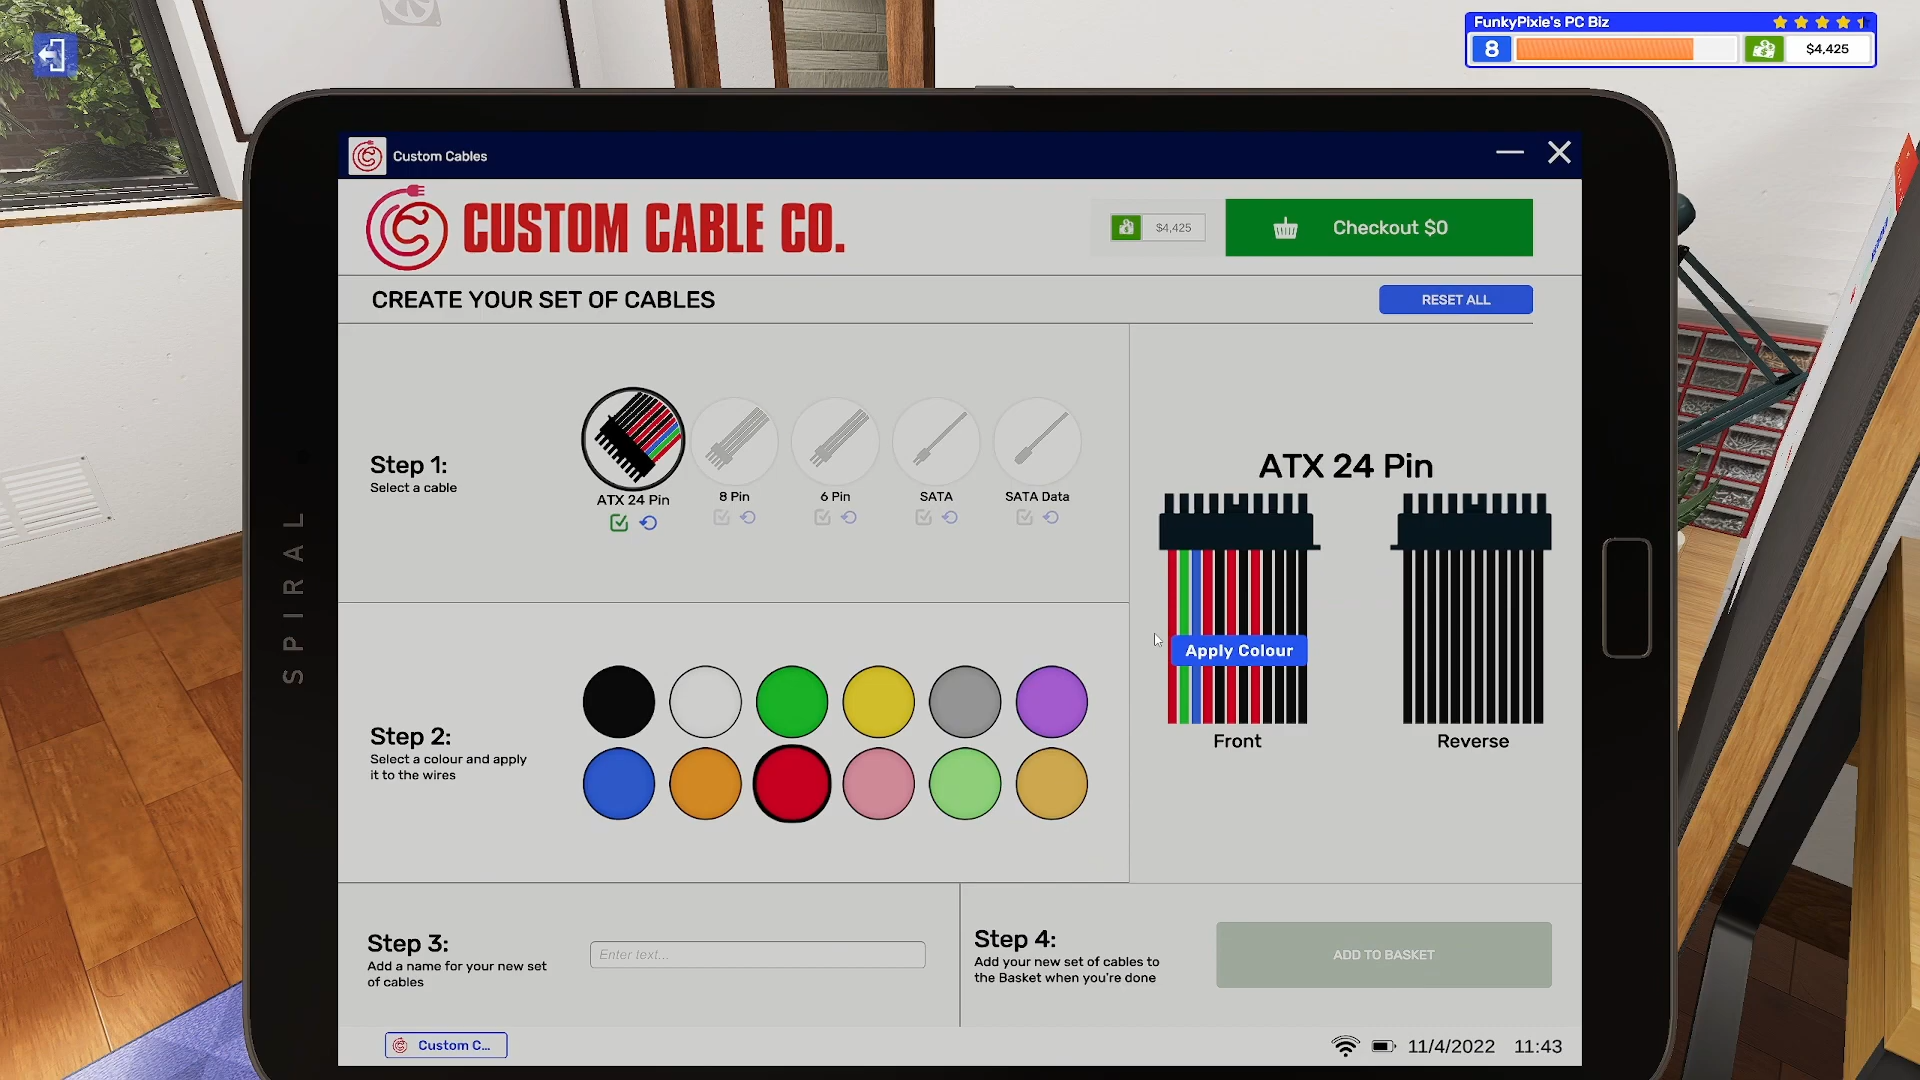 FunkyPixie's PC Biz
8
$4,425
Custom Cables
CUSTOM CABLE CO.
$4,425
Checkout $0
CREATE YOUR SET OF CABLES
RESET ALL
Step 1:
Select a cable
ATX 24 Pin
8 Pin
6 Pin
SATA
SATA Data
ATX 24 Pin
Apply Colour
Front
Reverse
Step 2:
Select a colour and apply
it to the wires
Step 3:
Add a name for your new set
of cables
Enter text...
Step 4:
Add your new set of cables to
the Basket when you're done
ADD TO BASKET
Custom C...
11/4/2022
11:43
SPIRAL